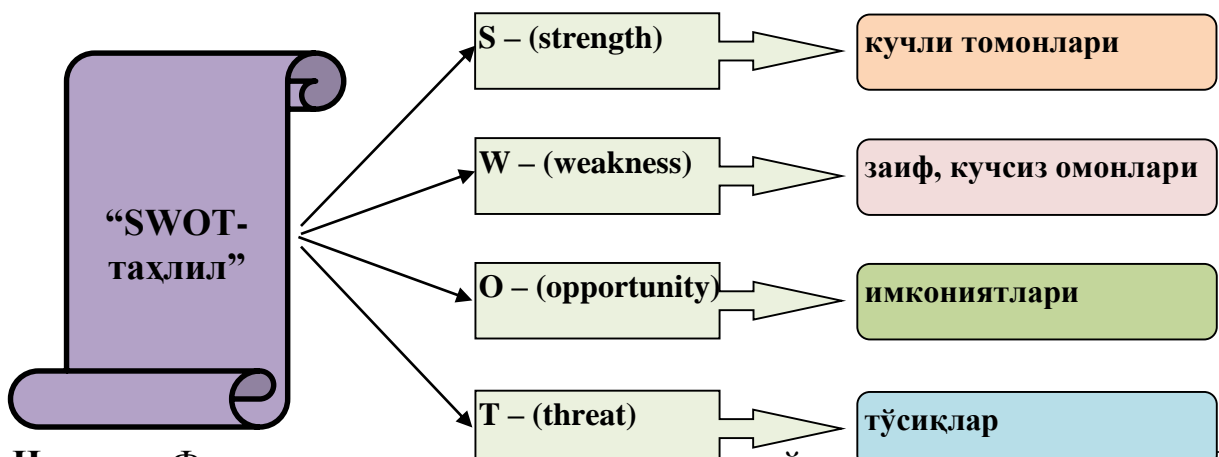 “SWOT-
таҳлил”
S – (strength)
кучли томонлари
W – (weakness)
заиф, кучсиз омонлари
O – (opportunity)
имкониятлари
T – (threat)
тўсиқлар